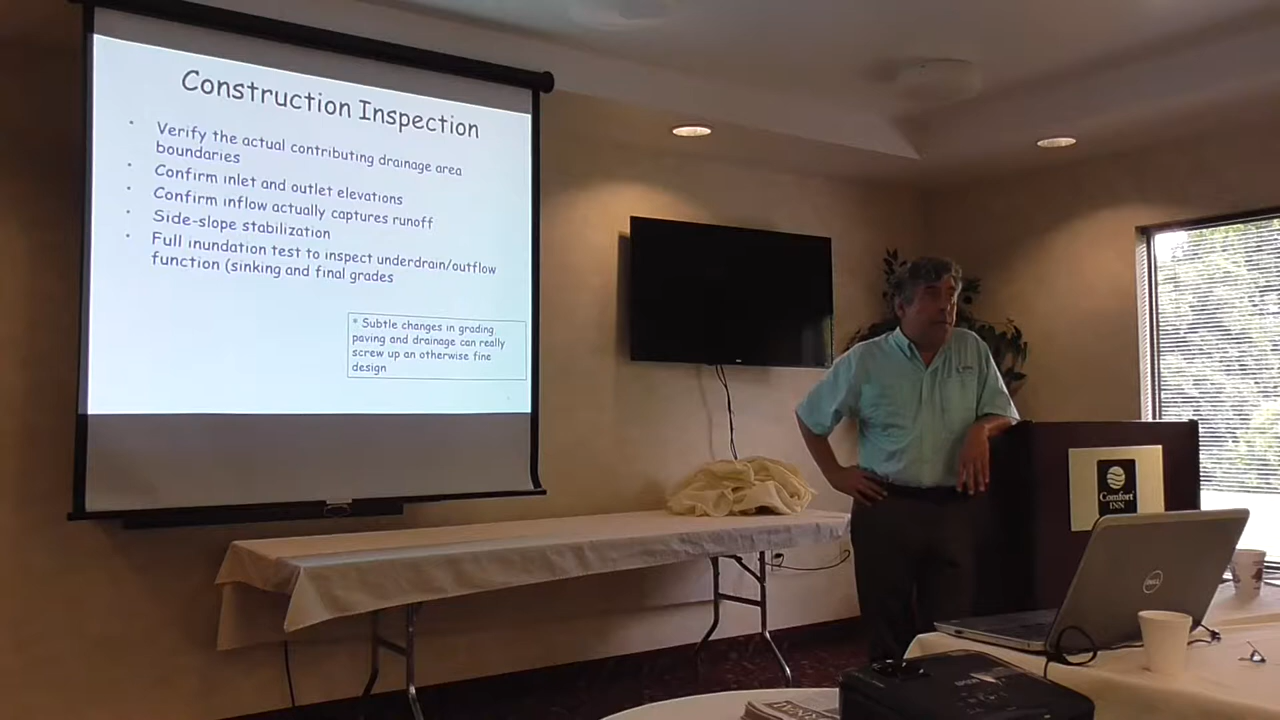 Construction Inspection
• Verify the actual contributing drainage area
boundaries
• Confirm inlet and outlet elevations
• Confirm inflow actually captures runoff
• Side-slope stabilization
• Full inundation test to inspect underdrain/outflow
function (sinking and final grades
* Subtle changes in grading
paving and drainage can really
screw up an otherwise fine
design
Comfort
INN
DELL
EPSON